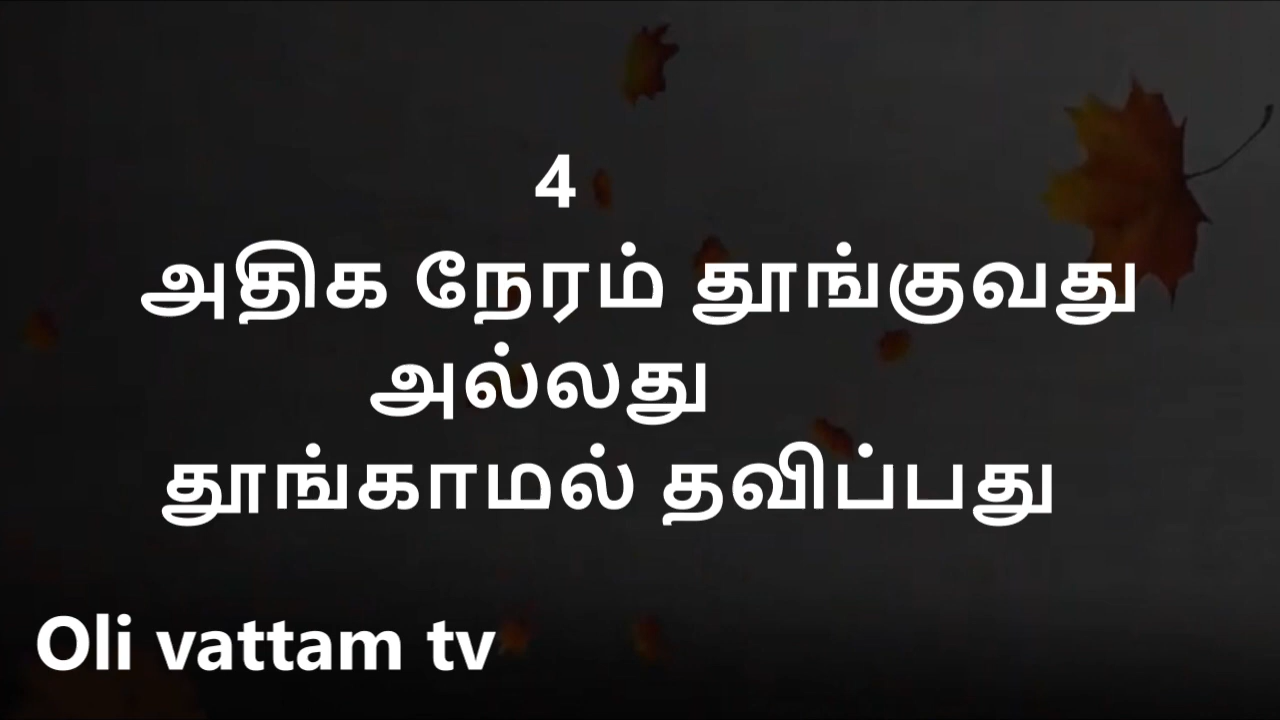 4
அதிக நேரம் தூங்குவது
அல்லது
தூங்காமல் தவிப்பது
Oli vattam tv